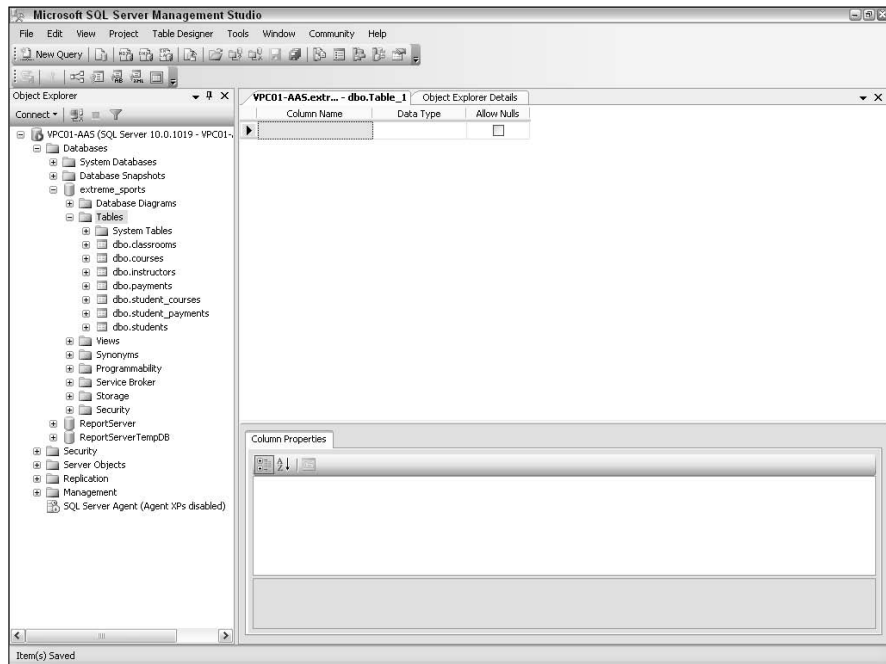 Microsoft SQL Server Management Studio
File Edit View Project Table Designer Tools Window Community Help
New Query
Object Explorer
VPC01-AAS.extr... - dbo.Table_1 Object Explorer Details
Connect
Column Name Data Type Allow Nulls
VPC01-AAS (SQL Server 10.0.1019 - VPC01-
Databases
System Databases
Database Snapshots
extreme_sports
Database Diagrams
Tables
System Tables
dbo.classrooms
dbo.courses
dbo.instructors
dbo.payments
dbo.student_courses
dbo.student_payments
dbo.students
Views
Synonyms
Programmability
Service Broker
Storage
Security
ReportServer
ReportServerTempDB
Security
Server Objects
Replication
Management
SQL Server Agent (Agent XPs disabled)
Column Properties
Item(s) Saved